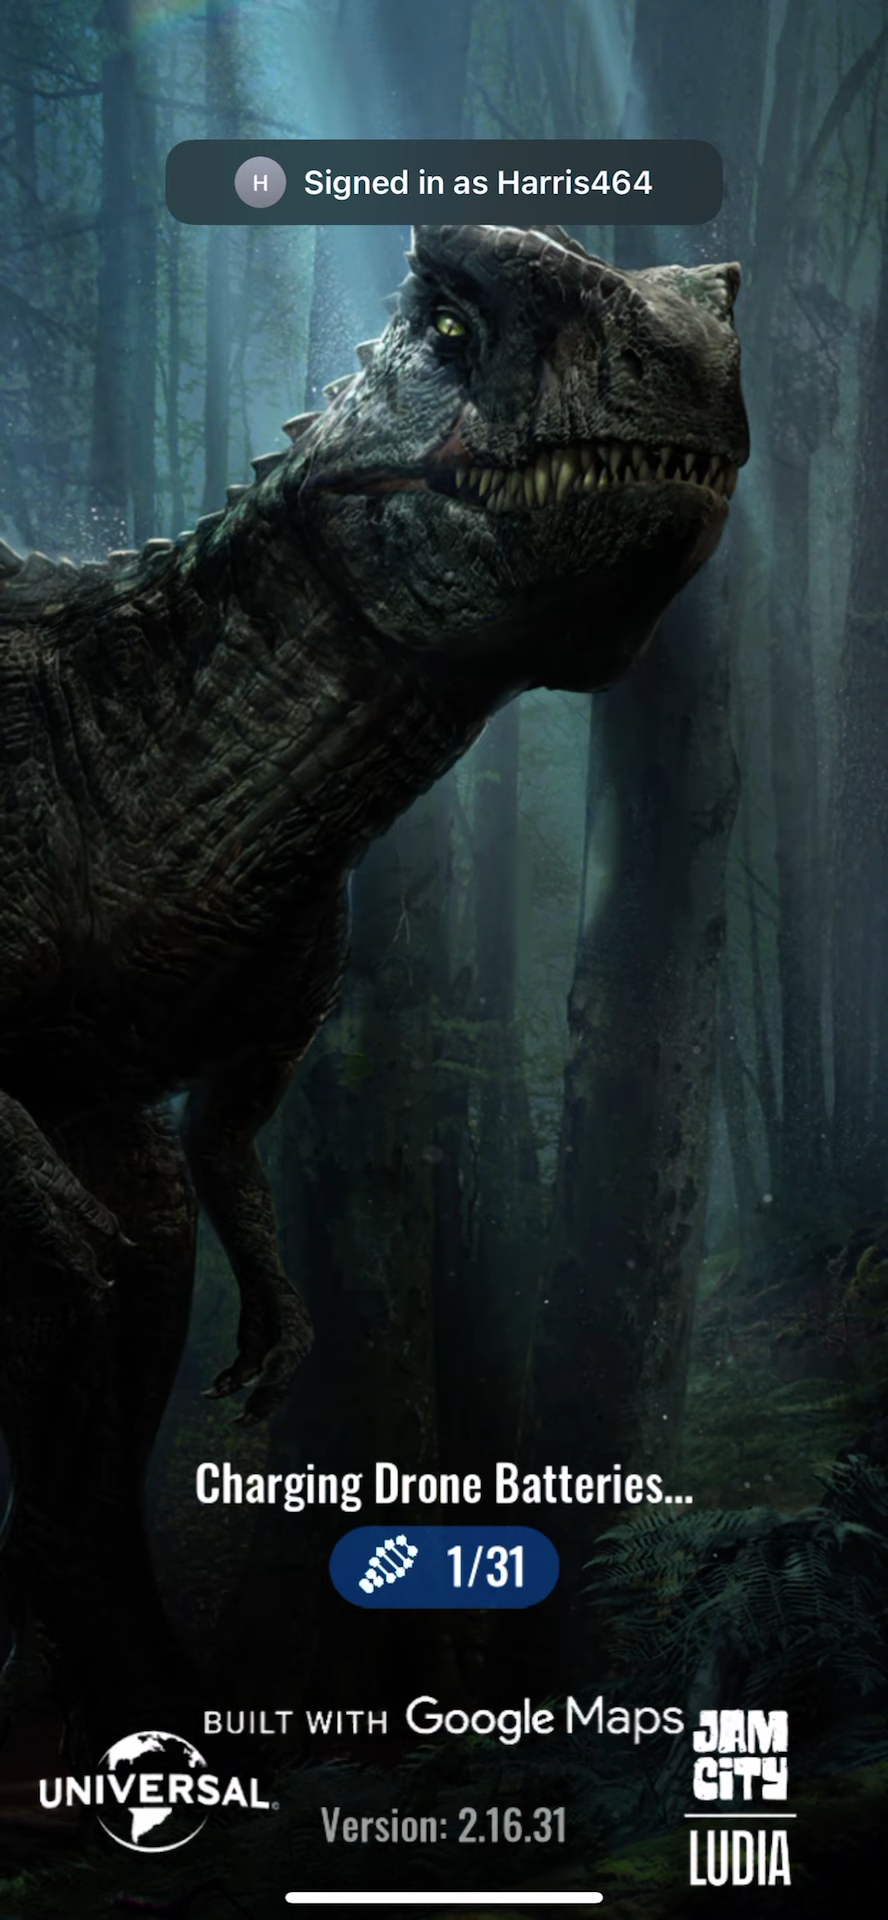 H Signed in as Harris464
Charging Drone Batteries...
1/31
BUILT WITH Google Maps
JAM
CITY
UNIVERSAL
Version: 2.16.31
LUDIA